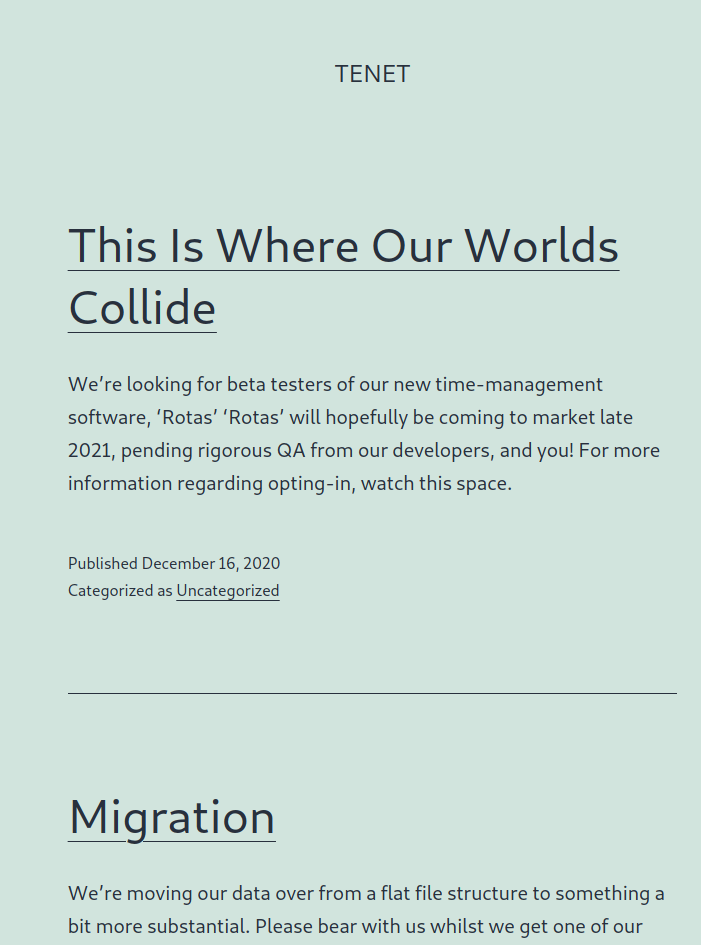 TENET
This Is Where Our Worlds
Collide
We’re looking for beta testers of our new time-management
software, ‘Rotas’ ‘Rotas’ will hopefully be coming to market late
2021, pending rigorous QA from our developers, and you! For more
information regarding opting-in, watch this space.
Published December 16, 2020
Categorized as Uncategorized
Migration
We’re moving our data over from a flat file structure to something a
bit more substantial. Please bear with us whilst we get one of our